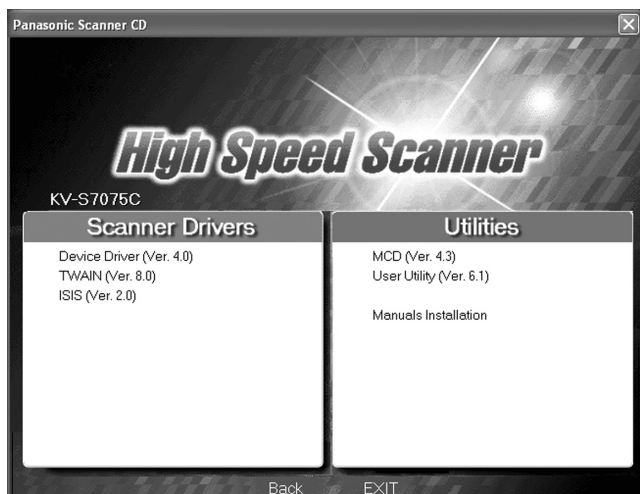 Panasonic Scanner CD
High Speed Scanner
KV-S7075C
Scanner Drivers
Device Driver (Ver. 4.0)
TWAIN (Ver. 8.0)
ISIS (Ver. 2.0)
Utilities
MCD (Ver. 4.3)
User Utility (Ver. 6.1)
Manuals Installation
Back EXIT